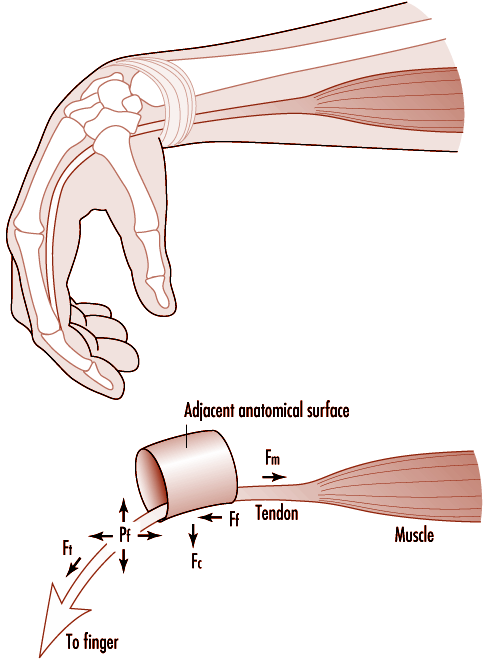 Adjacent anatomical surface
Fm
Ff
Tendon
Pf
Muscle
Ft
Fc
To finger